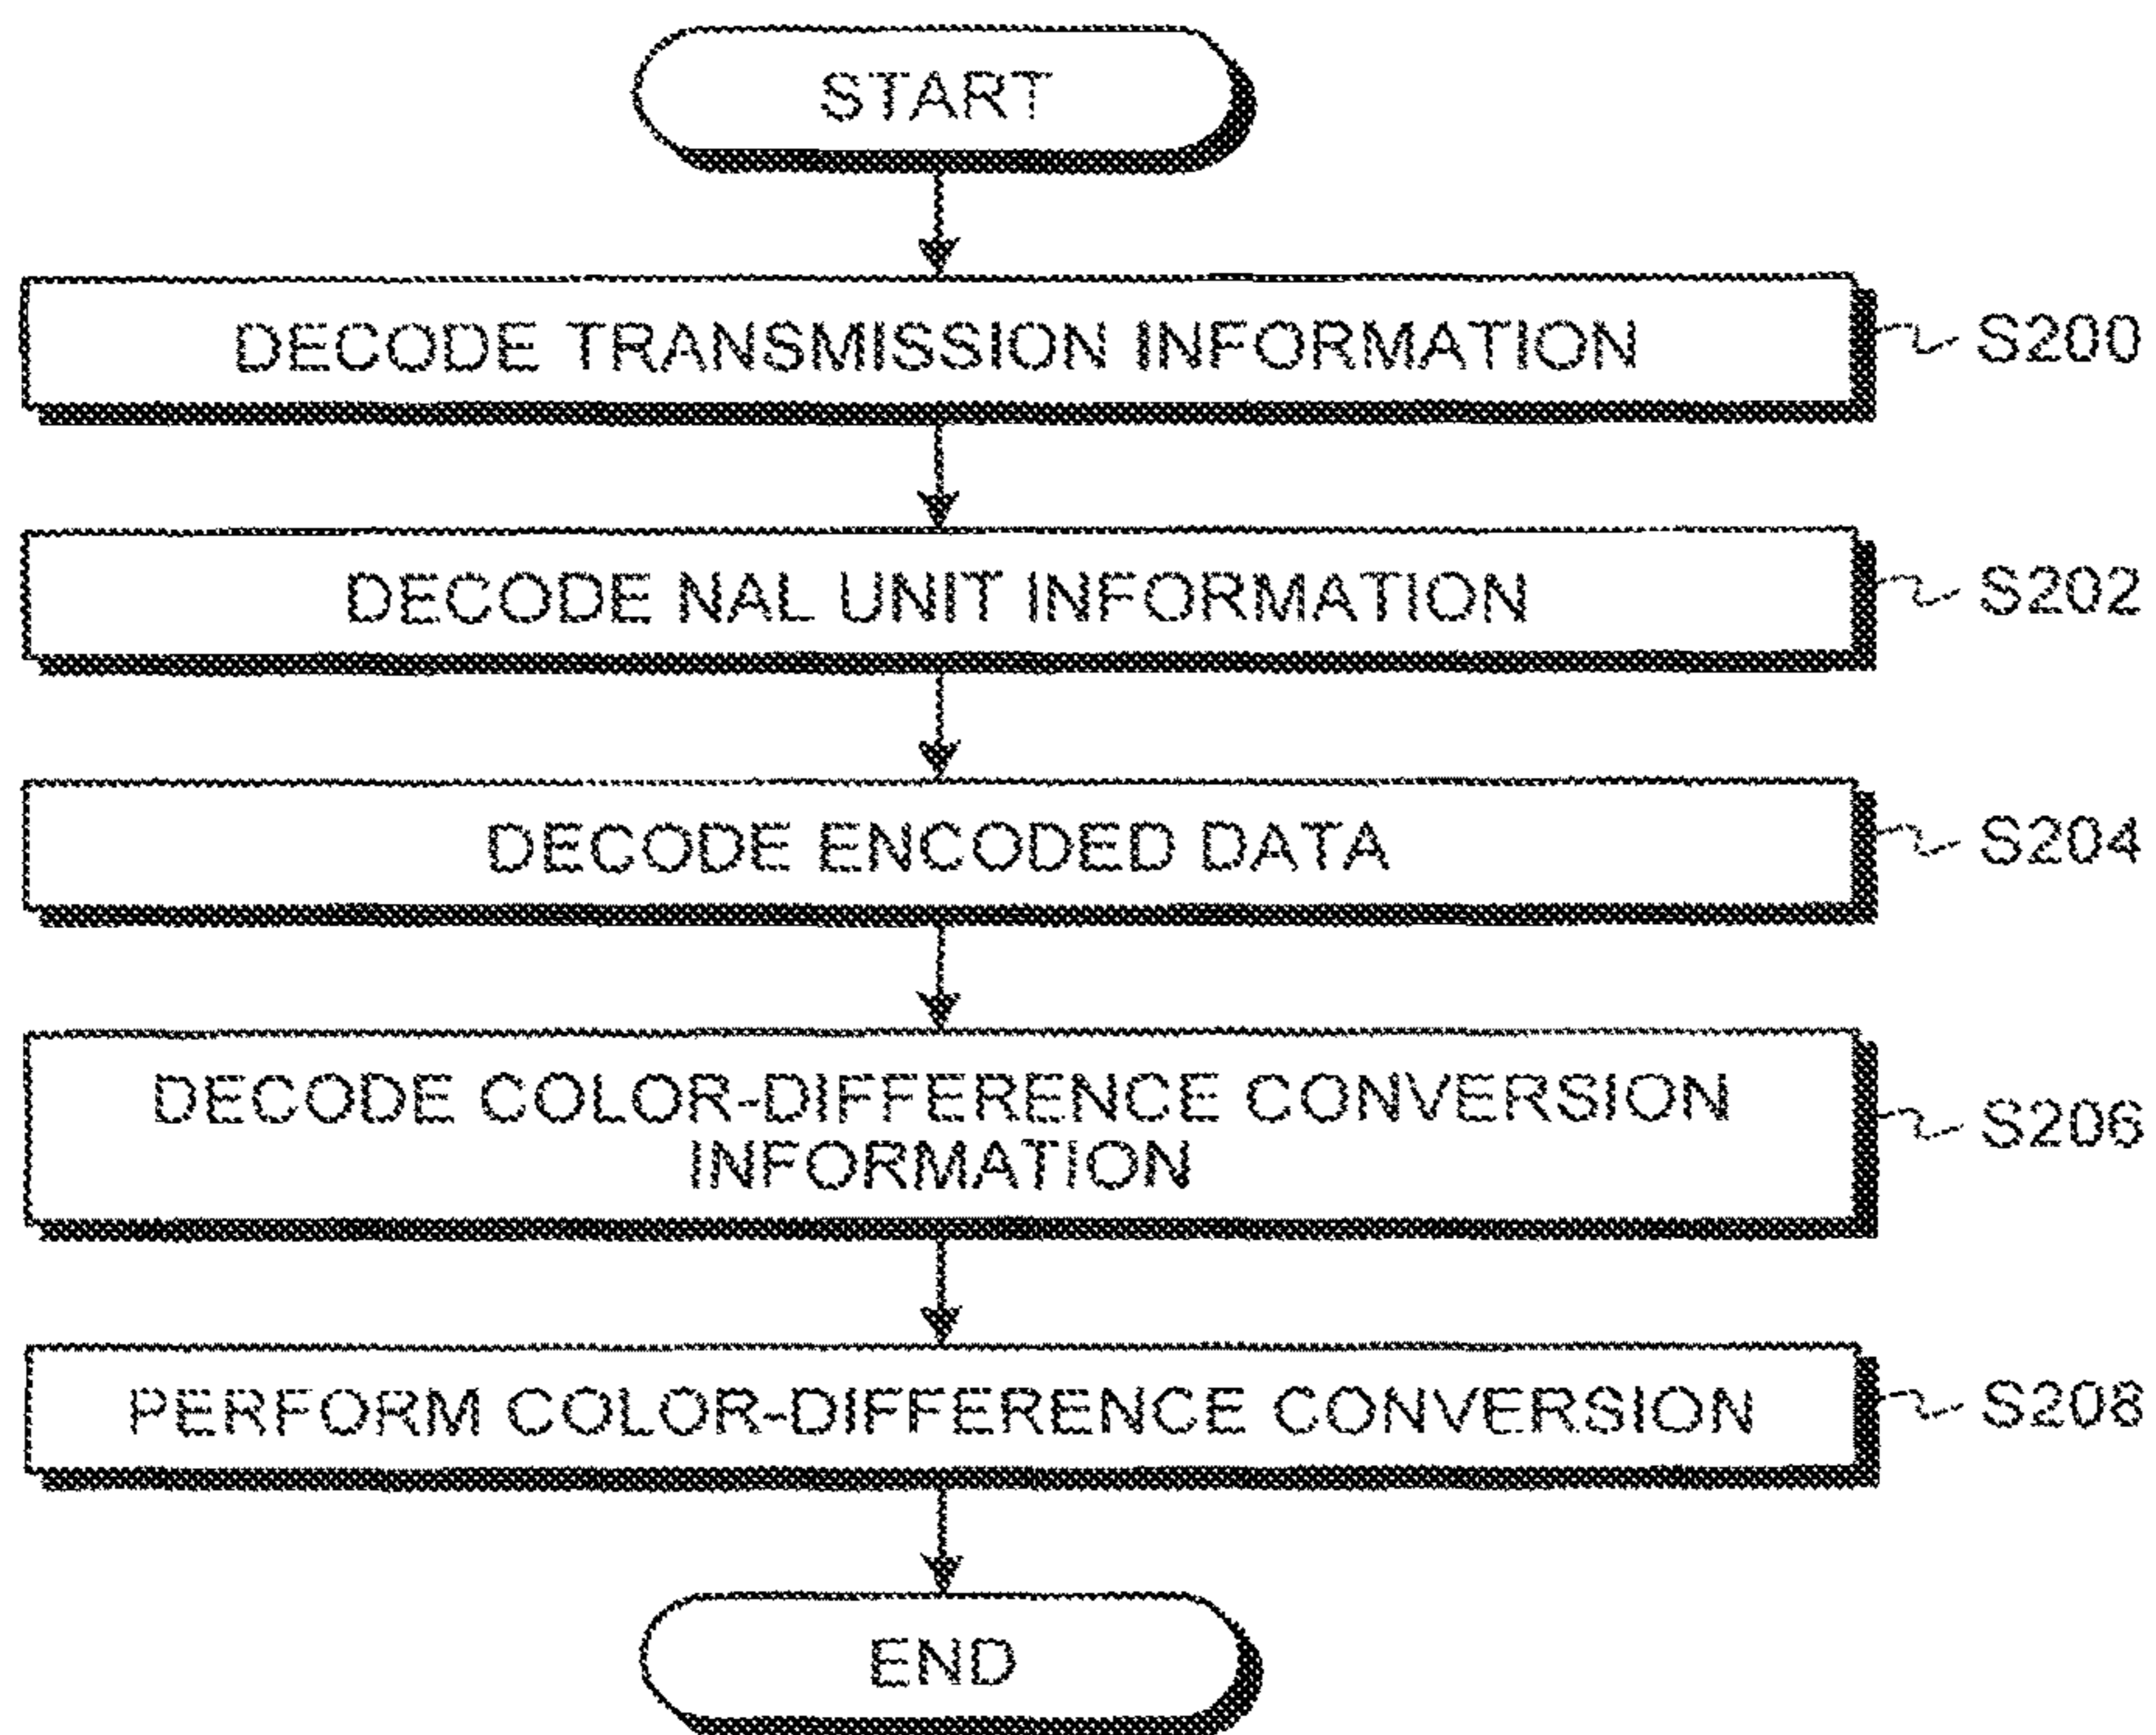 START
DECODE TRANSMISSION INFORMATION
S200
DECODE NAL UNIT INFORMATION
S202
DECODE ENCODED DATA
S204
DECODE COLOR-DIFFERENCE CONVERSION
INFORMATION
S206
PERFORM COLOR-DIFFERENCE CONVERSION
S208
END